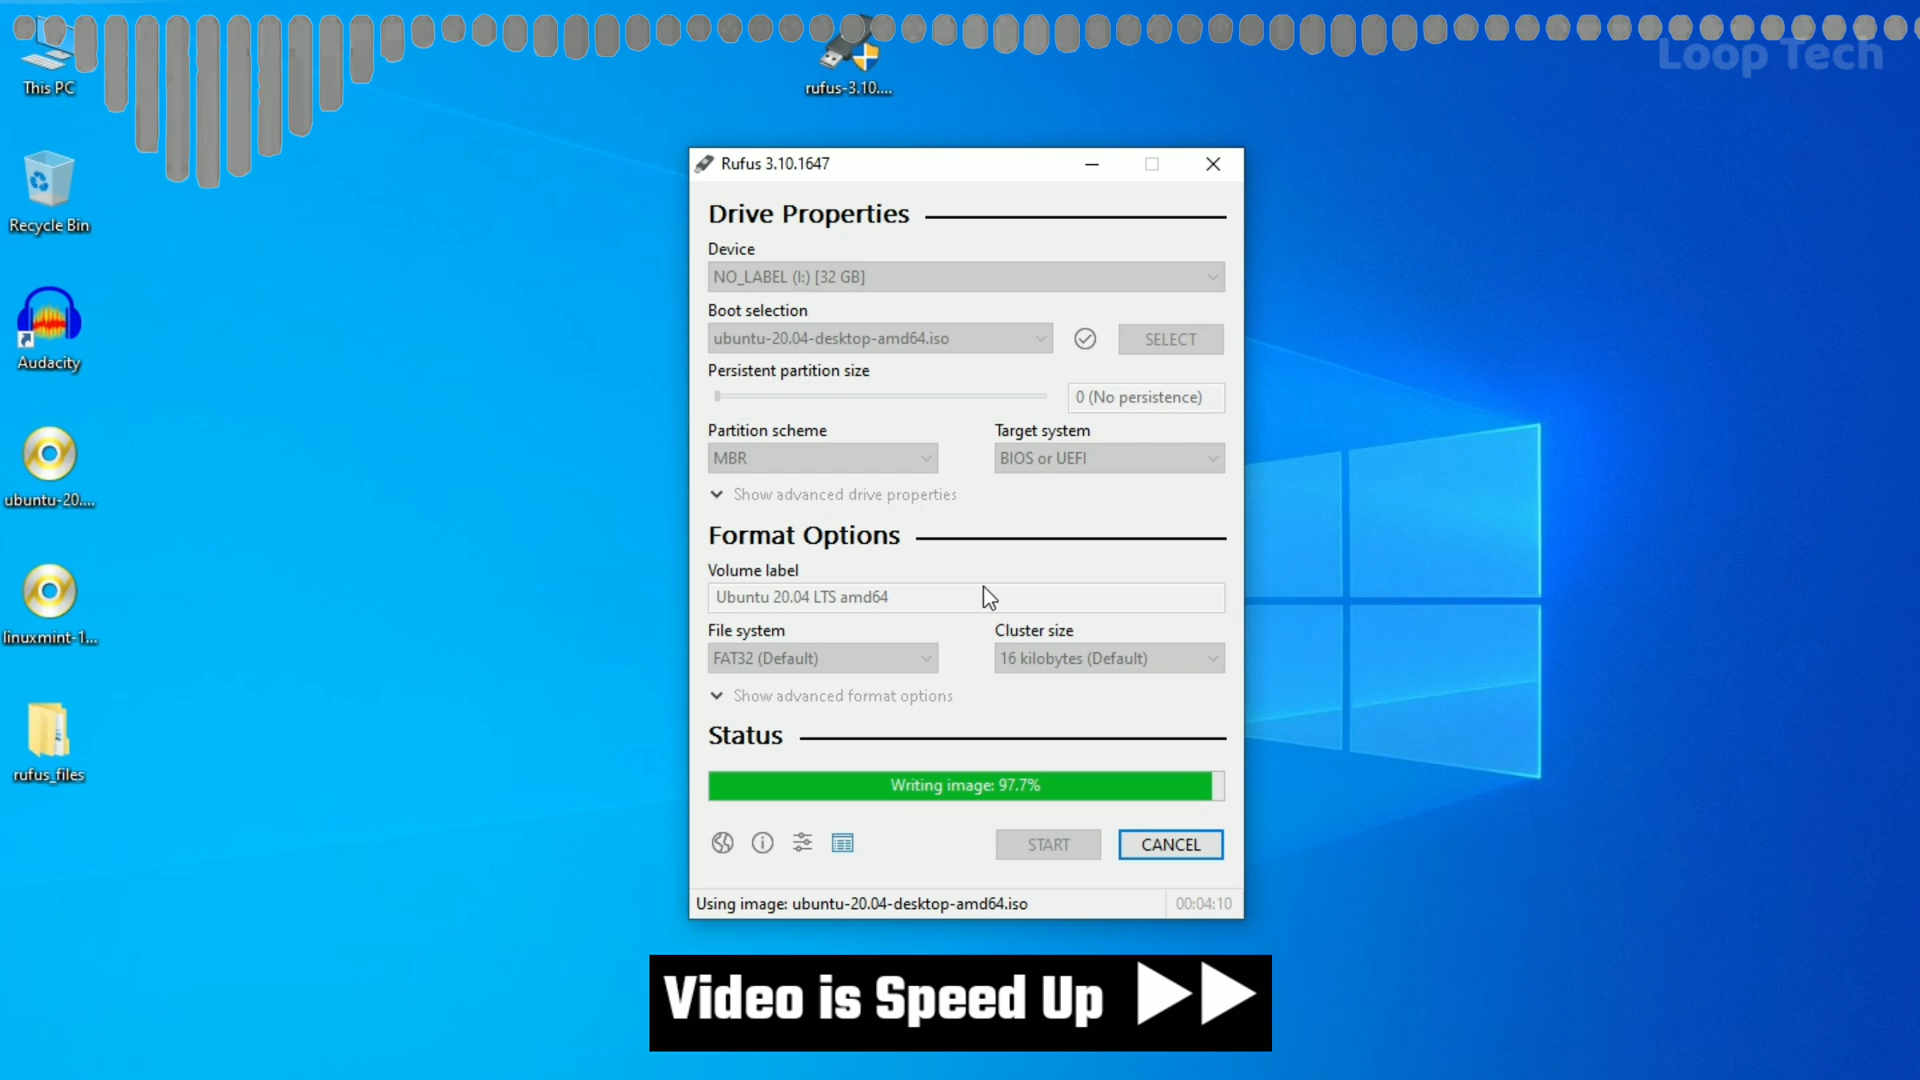 Loop Tech
This PC
rufus-3.10....
Recycle Bin
Audacity
ubuntu-20....
linuxmint-1...
rufus_files
Rufus 3.10.1647
Drive Properties
Device
NO_LABEL (I:) [32 GB]
Boot selection
ubuntu-20.04-desktop-amd64.iso
SELECT
Persistent partition size
0 (No persistence)
Partition scheme
Target system
MBR
BIOS or UEFI
Show advanced drive properties
Format Options
Volume label
Ubuntu 20.04 LTS amd64
File system
Cluster size
FAT32 (Default)
16 kilobytes (Default)
Show advanced format options
Status
Writing image: 97.7%
START
CANCEL
Using image: ubuntu-20.04-desktop-amd64.iso
00:04:10
Video is Speed Up